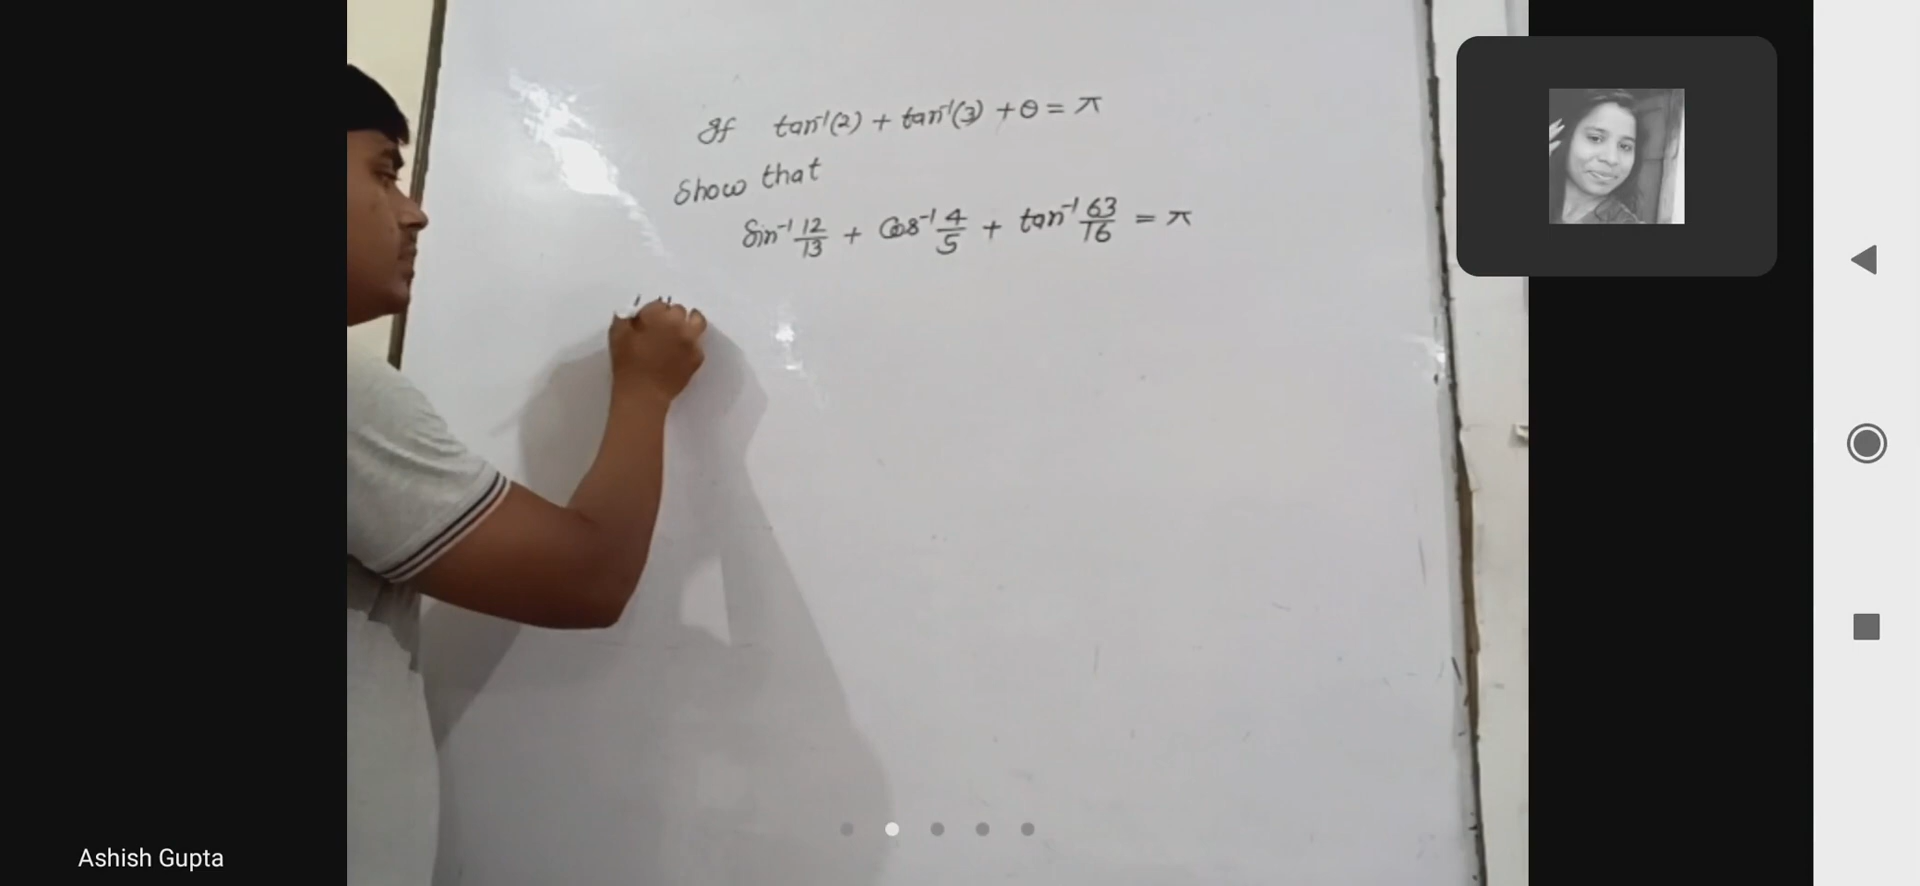 If tan⁻¹(2) + tan⁻¹(3) + θ = π
Show that
Sin⁻¹ 12/13 + Cos⁻¹ 4/5 + tan⁻¹ 63/16 = π
Ashish Gupta